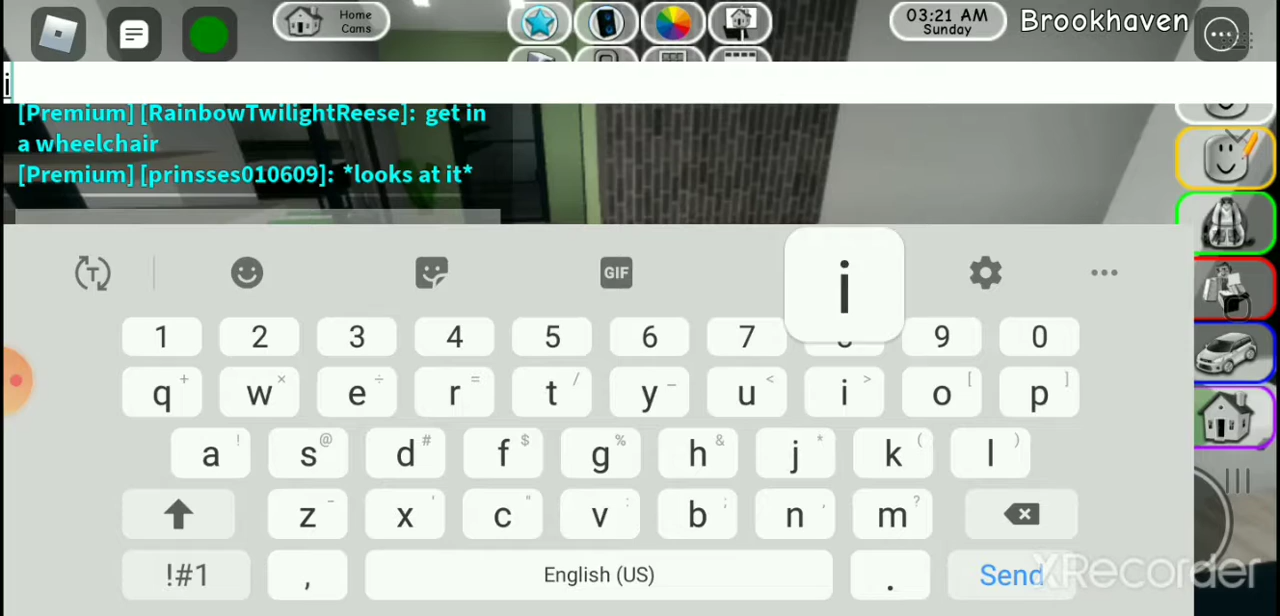 Home
Cams
03:21 AM
Sunday
Brookhaven
i
[Premium] [RainbowTwilightReese]: get in
a wheelchair
[Premium] [prinsses010609]: *looks at it*
T
GIF
i
1 2 3 4 5 6 7 9 0
q + w × e ÷ r = t / y _ u < i > o [ p ]
a ! s @ d # f $ g % h & j * k ( l )
z - x ' c " v : b ; n , m ?
!#1 , English (US) . Send
XRecorder